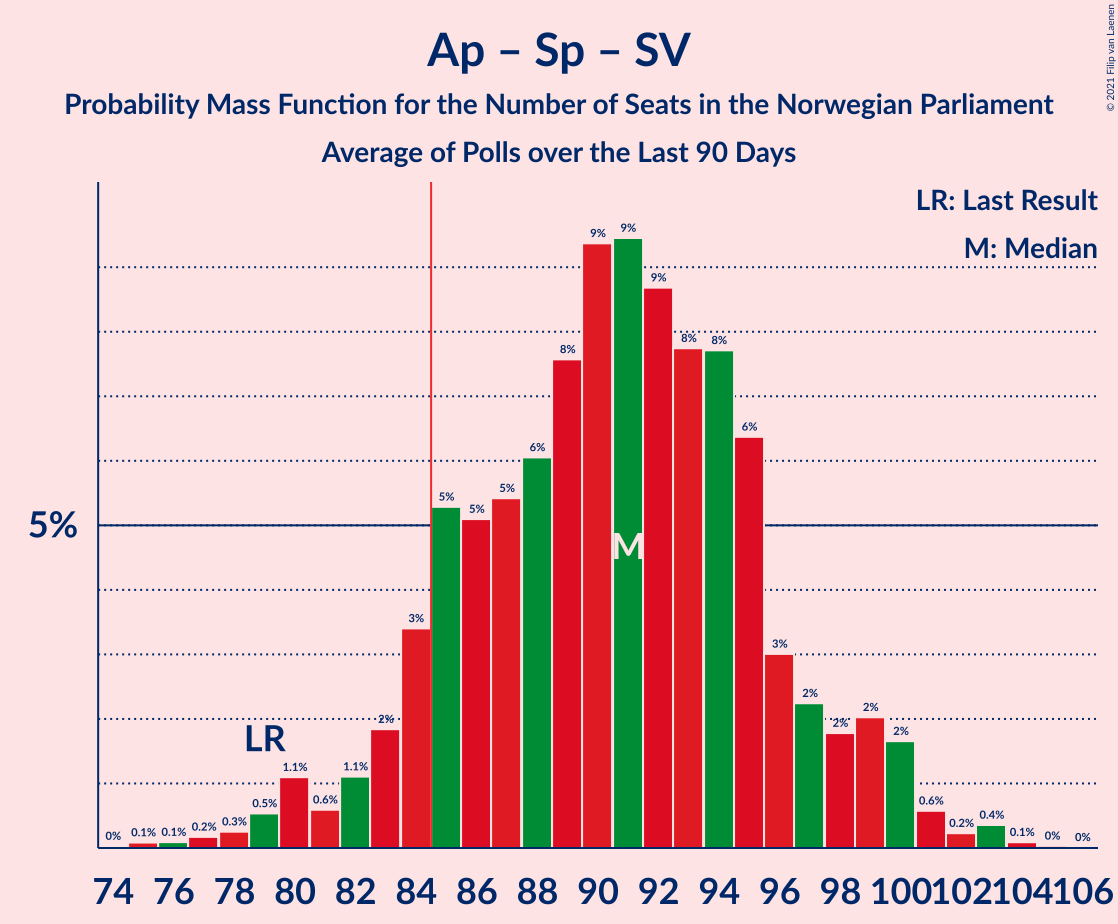 Ap – Sp – SV
Probability Mass Function for the Number of Seats in the Norwegian Parliament
Average of Polls over the Last 90 Days
© 2021 Filip van Laenen
LR: Last Result
M: Median
5%
0% 0.1% 0.1% 0.2% 0.3% 0.5% 1.1% 0.6% 1.1% 2% 3% 5% 5% 5% 6% 8% 9% 9% 9% 8% 8% 6% 3% 2% 2% 2% 2% 0.6% 0.2% 0.4% 0.1% 0% 0%
LR
M
74 76 78 80 82 84 86 88 90 92 94 96 98 100 102 104 106